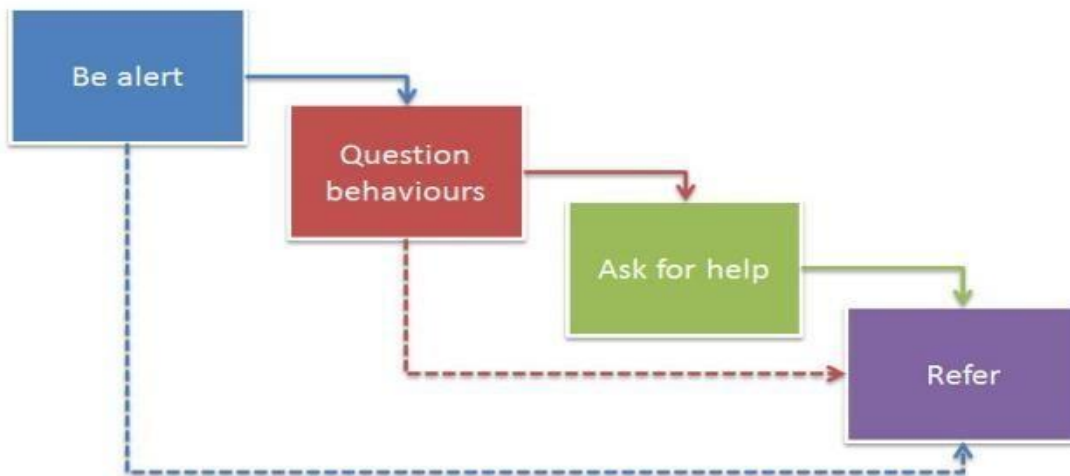 Be alert
Question
behaviours
Ask for help
Refer